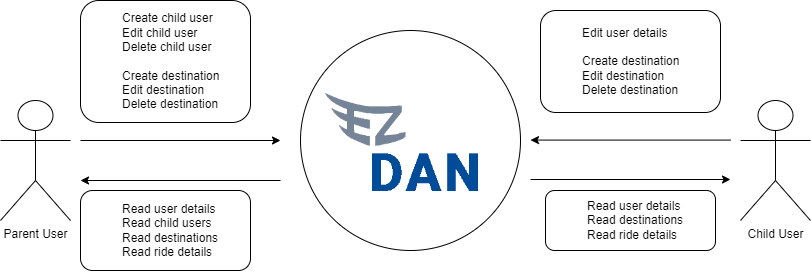 Create child user
Edit child user
Delete child user
Create destination
Edit destination
Delete destination
Parent User
Read user details
Read child users
Read destinations
Read ride details
EZ
DAN
Edit user details
Create destination
Edit destination
Delete destination
Read user details
Read destinations
Read ride details
Child User